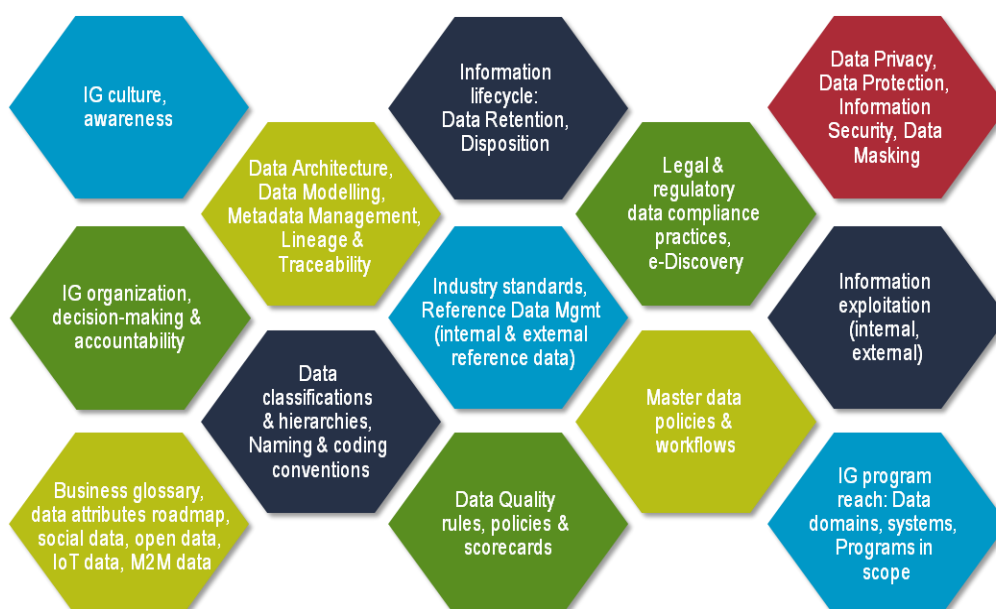 IG culture,
awareness
Information
lifecycle:
Data Retention,
Disposition
Data Privacy,
Data Protection,
Information
Security, Data
Masking
Data Architecture,
Data Modelling,
Metadata Management,
Lineage &
Traceability
Legal &
regulatory
data compliance
practices,
e-Discovery
IG organization,
decision-making &
accountability
Industry standards,
Reference Data Mgmt
(internal & external
reference data)
Information
exploitation
(internal,
external)
Data
classifications
& hierarchies,
Naming & coding
conventions
Master data
policies &
workflows
Business glossary,
data attributes roadmap,
social data, open data,
IoT data, M2M data
Data Quality
rules, policies &
scorecards
IG program
reach: Data
domains, systems,
Programs in
scope